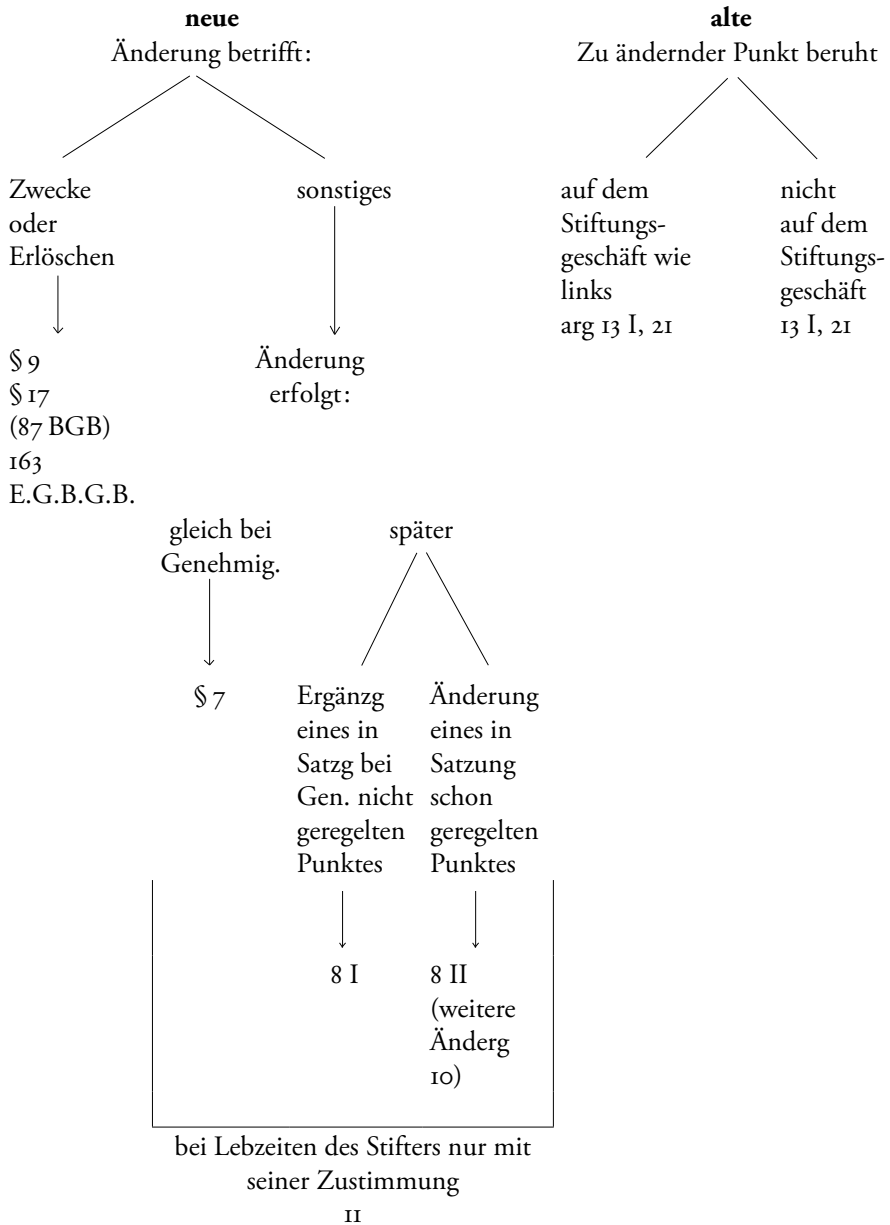 neue
Änderung betrifft:
alte
Zu ändernder Punkt beruht
Zwecke
oder
Erlöschen
sonstiges
auf dem
Stiftungs-
geschäft wie
links
arg 13 I, 21
nicht
auf dem
Stiftungs-
geschäft
13 I, 21
§ 9
§ 17
(87 BGB)
163
E.G.B.G.B.
Änderung
erfolgt:
gleich bei
Genehmig.
später
§ 7
Ergänzg
eines in
Satzg bei
Gen. nicht
geregelten
Punktes
Änderung
eines in
Satzung
schon
geregelten
Punktes
8 I
8 II
(weitere
Änderg
10)
bei Lebzeiten des Stifters nur mit
seiner Zustimmung
11